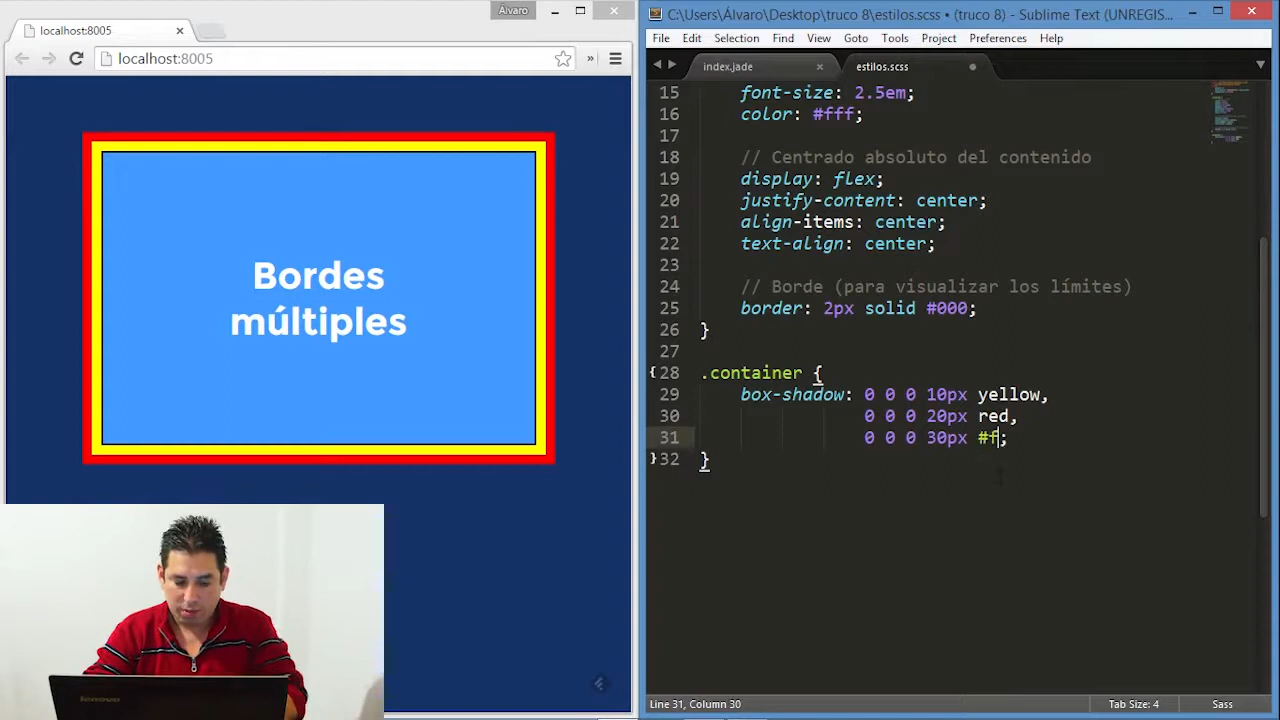 Alvaro
localhost:8005
localhost:8005
»
Bordes
múltiples
C:\Users\Álvaro\Desktop\truco 8\estilos.scss • (truco 8) - Sublime Text (UNREGIS...
File Edit Selection Find View Goto Tools Project Preferences Help
index.jade estilos.scss
15 font-size: 2.5em;
16 color: #fff;
17
18 // Centrado absoluto del contenido
19 display: flex;
20 justify-content: center;
21 align-items: center;
22 text-align: center;
23
24 // Borde (para visualizar los límites)
25 border: 2px solid #000;
26 }
27
28 .container {
29 box-shadow: 0 0 0 10px yellow,
30 0 0 0 20px red,
31 0 0 0 30px #f;
32 }
Line 31, Column 30 Tab Size: 4 Sass